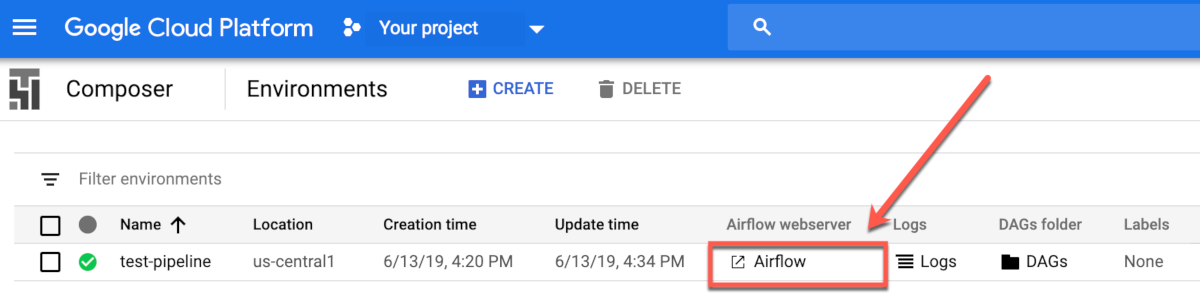 Google Cloud Platform Your project
Composer Environments CREATE DELETE
Filter environments
Name Location Creation time Update time Airflow webserver Logs DAGs folder Labels
test-pipeline us-central1 6/13/19, 4:20 PM 6/13/19, 4:34 PM Airflow Logs DAGs None